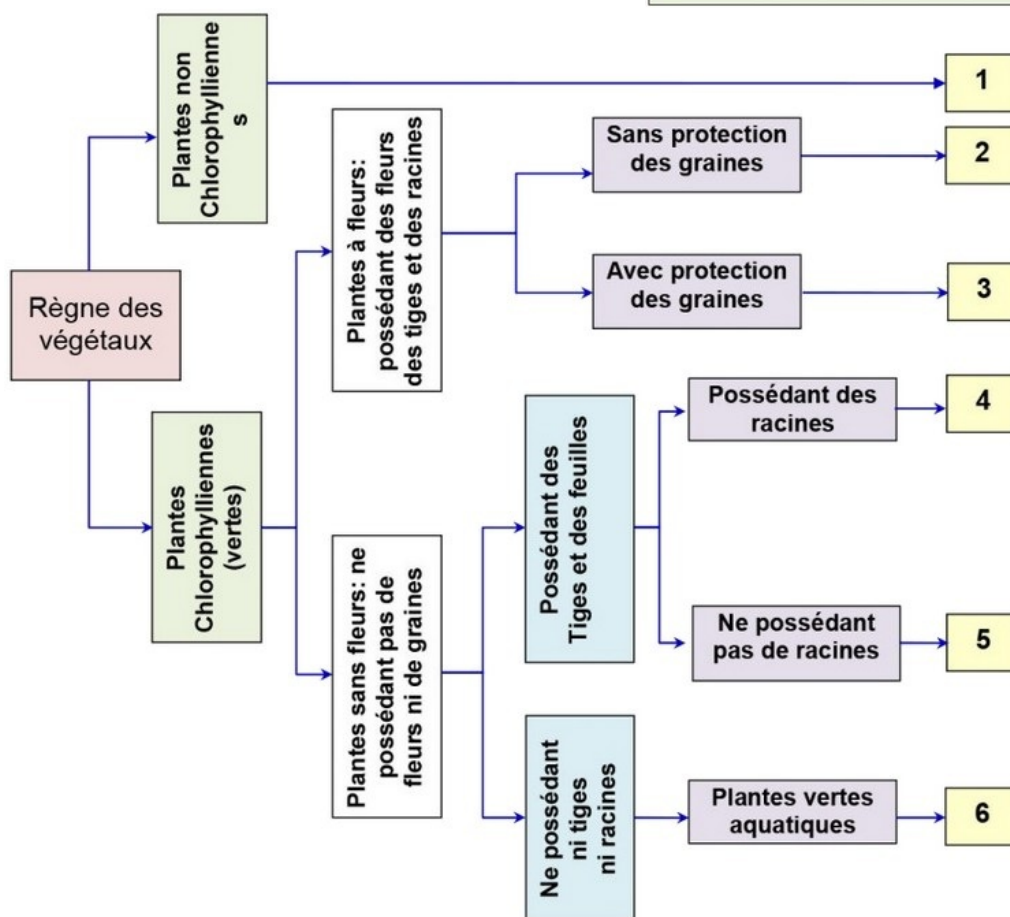 Règne des
végétaux
Plantes non
Chlorophyllienne
s
Plantes
Chlorophylliennes
(vertes)
Plantes à fleurs:
possédant des fleurs
des tiges et des racines
Plantes sans fleurs: ne
possédant pas de
fleurs ni de graines
Sans protection
des graines
Avec protection
des graines
Possédant des
Tiges et des feuilles
Ne possédant
ni tiges
ni racines
Possédant des
racines
Ne possédant
pas de racines
Plantes vertes
aquatiques
1
2
3
4
5
6